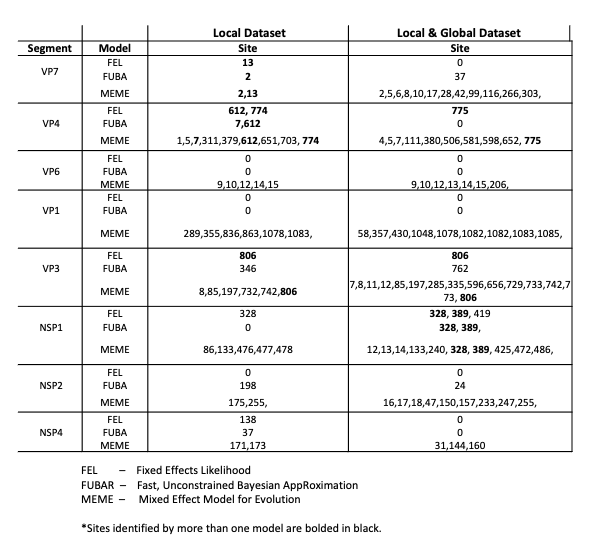 Local Dataset Local & Global Dataset
Segment Model Site Site
FEL 13 0
VP7 FUBA 2 37
MEME 2,13 2,5,6,8,10,17,28,42,99,116,266,303,
FEL 612, 774 775
VP4 FUBA 7,612 0
MEME 1,5,7,311,379,612,651,703, 774 4,5,7,111,380,506,581,598,652, 775
FEL 0 0
VP6 FUBA 0 0
MEME 9,10,12,14,15 9,10,12,13,14,15,206,
FEL 0 0
VP1 FUBA 0 0
MEME 289,355,836,863,1078,1083, 58,357,430,1048,1078,1082,1082,1083,1085,
FEL 806 806
VP3 FUBA 346 762
MEME 8,85,197,732,742,806 7,8,11,12,85,197,285,335,596,656,729,733,742,7
73, 806
FEL 328 328, 389, 419
NSP1 FUBA 0 328, 389,
MEME 86,133,476,477,478 12,13,14,133,240, 328, 389, 425,472,486,
FEL 0 0
NSP2 FUBA 198 24
MEME 175,255, 16,17,18,47,150,157,233,247,255,
FEL 138 0
NSP4 FUBA 37 0
MEME 171,173 31,144,160
FEL – Fixed Effects Likelihood
FUBAR – Fast, Unconstrained Bayesian AppRoximation
MEME – Mixed Effect Model for Evolution
*Sites identified by more than one model are bolded in black.